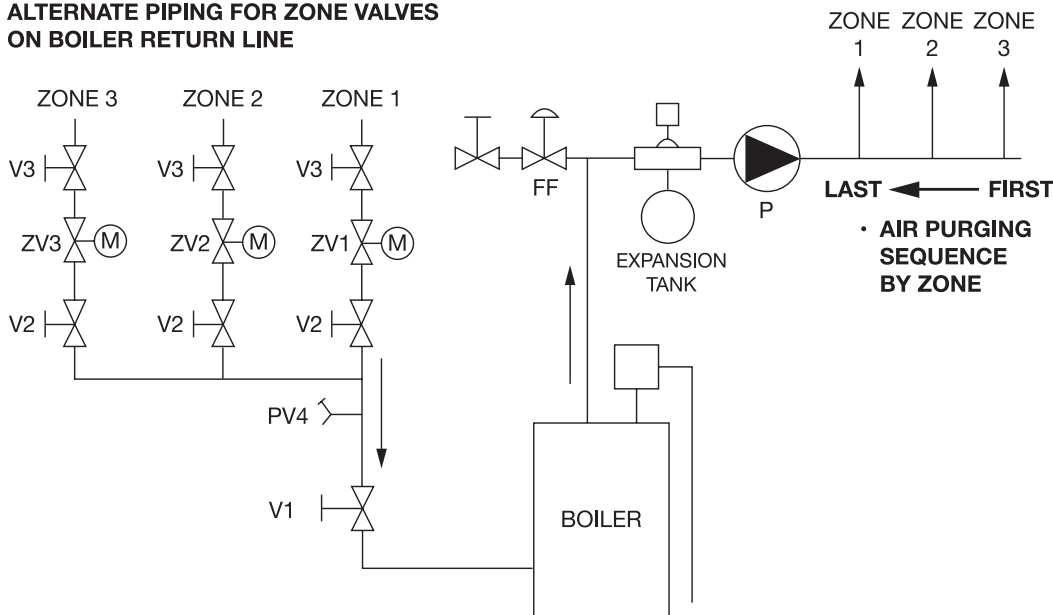 ALTERNATE PIPING FOR ZONE VALVES
ON BOILER RETURN LINE
ZONE 3 ZONE 2 ZONE 1
V3 V3 V3
ZV3 M ZV2 M ZV1 M
V2 V2 V2
PV4
V1
FF
EXPANSION
TANK
P
BOILER
ZONE ZONE ZONE
1 2 3
LAST FIRST
• AIR PURGING
SEQUENCE
BY ZONE